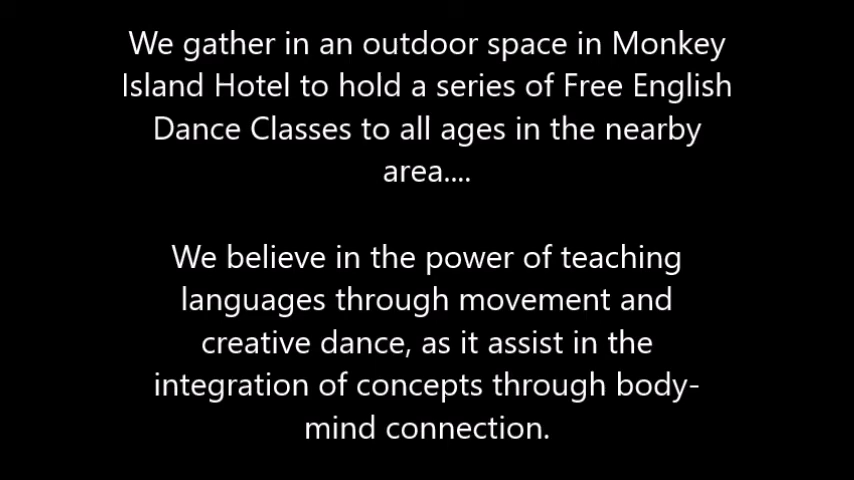 We gather in an outdoor space in Monkey
Island Hotel to hold a series of Free English
Dance Classes to all ages in the nearby
area....
We believe in the power of teaching
languages through movement and
creative dance, as it assist in the
integration of concepts through body-
mind connection.